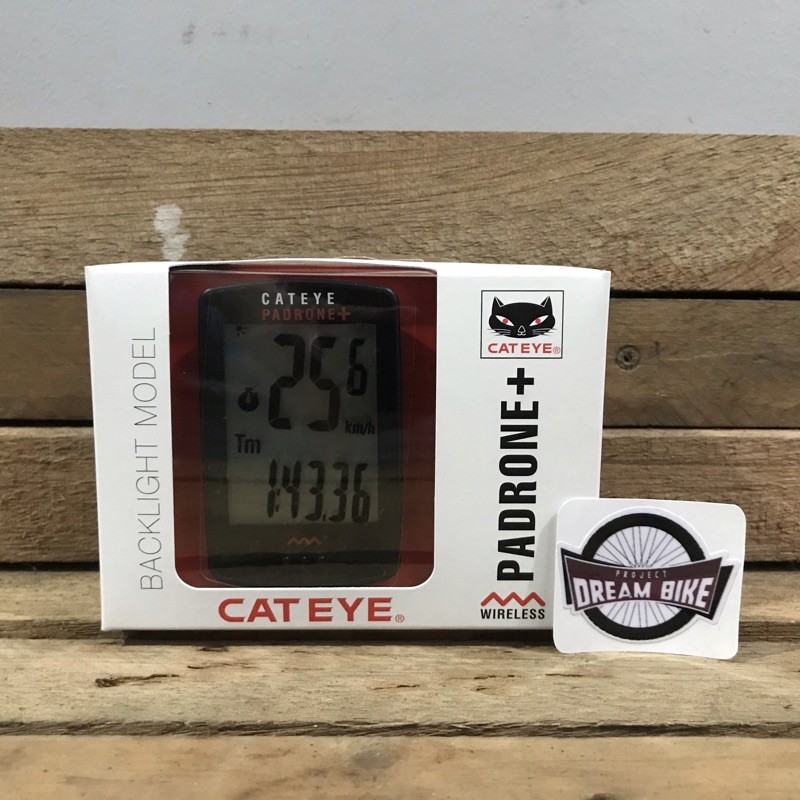 BACKLIGHT MODEL
CATEYE
PADRONE+
25.6
km/h
Tm
1:43.36
CATEYE®
CATEYE®
PADRONE+
WIRELESS
PROJECT
DREAM BIKE